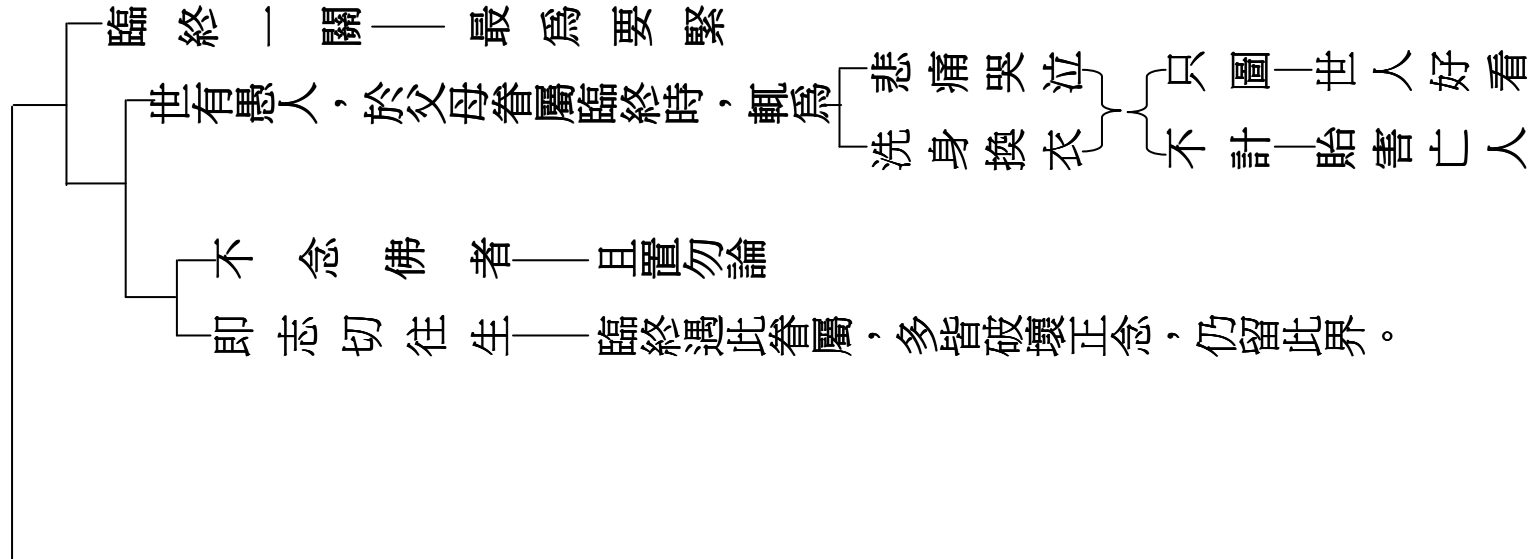 臨終一關——最爲要緊
世有愚人，於父母眷屬臨終時，輒爲
悲痛哭泣
洗身換衣
只圖—世人好看
不計—貽害亡人
不念佛者——且置勿論
即志切往生——臨終遇此眷屬，多皆破壞正念，仍留此界。